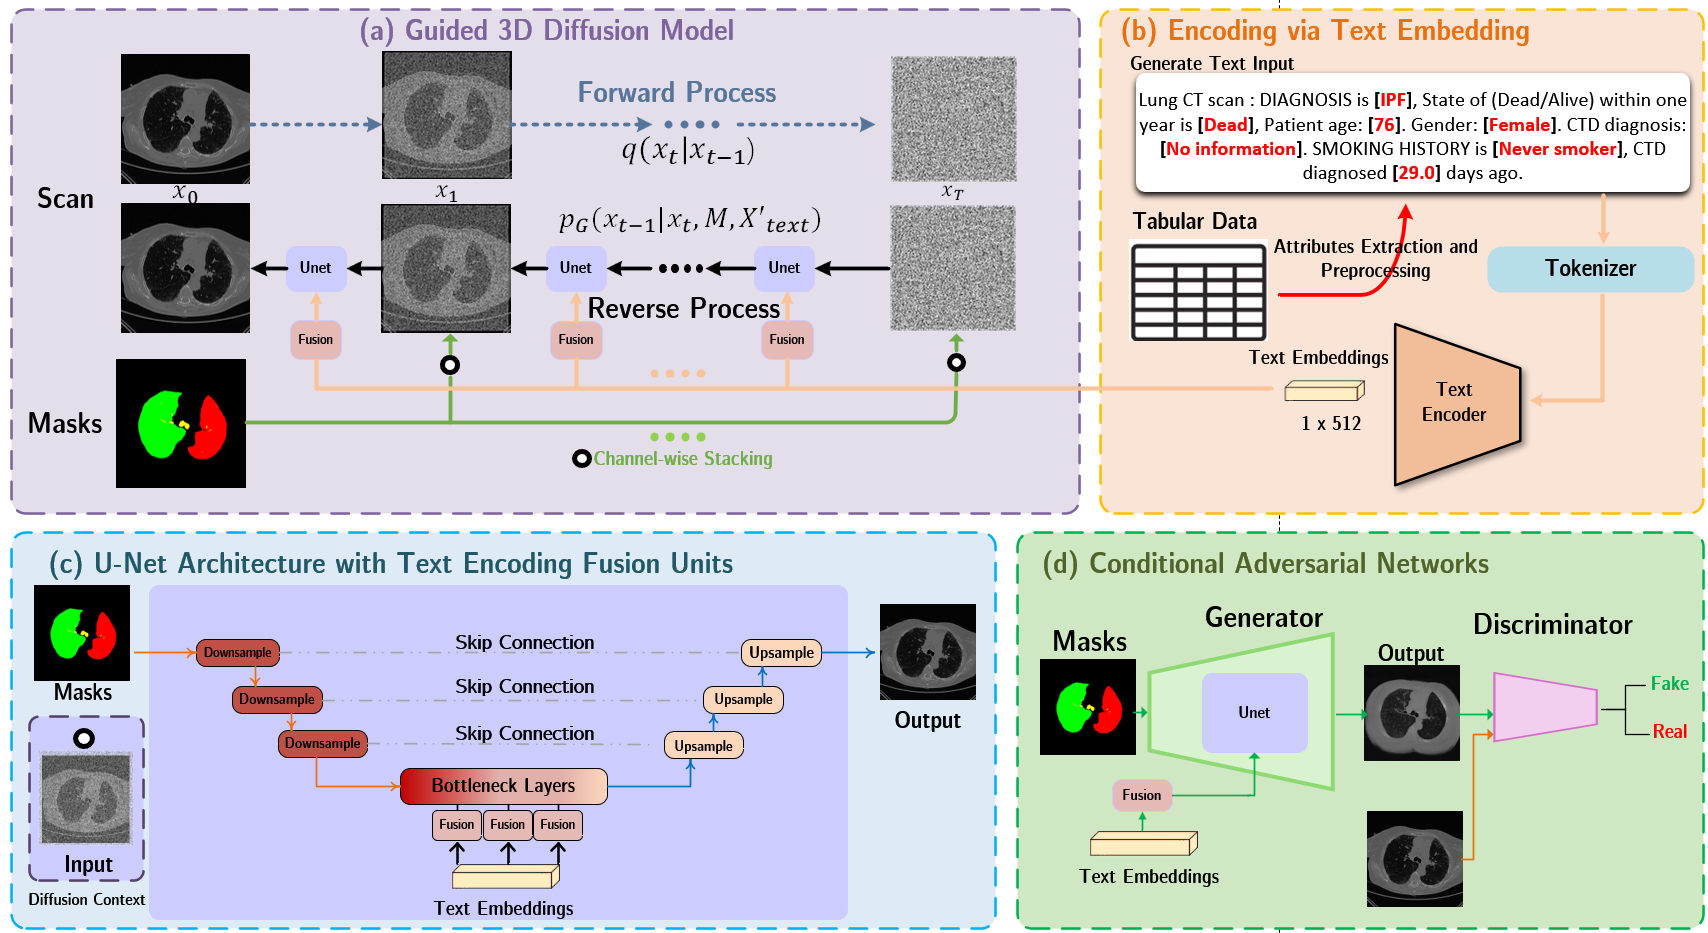 (a) Guided 3D Diffusion Model
Forward Process
q(x_t|x_{t-1})
Scan
x_0
x_1
x_T
p_G(x_{t-1}|x_t, M, X'_{text})
Unet
Unet
Unet
Reverse Process
Fusion
Fusion
Fusion
Masks
Channel-wise Stacking
(b) Encoding via Text Embedding
Generate Text Input
Lung CT scan : DIAGNOSIS is [IPF], State of (Dead/Alive) within one
year is [Dead], Patient age: [76]. Gender: [Female]. CTD diagnosis:
[No information]. SMOKING HISTORY is [Never smoker], CTD
diagnosed [29.0] days ago.
Tabular Data
Attributes Extraction and
Preprocessing
Tokenizer
Text Embeddings
1 x 512
Text
Encoder
(c) U-Net Architecture with Text Encoding Fusion Units
Masks
Downsample
Skip Connection
Upsample
Downsample
Skip Connection
Upsample
Downsample
Skip Connection
Upsample
Output
Bottleneck Layers
Fusion
Fusion
Fusion
Text Embeddings
Input
Diffusion Context
(d) Conditional Adversarial Networks
Masks
Generator
Unet
Output
Discriminator
Fake
Real
Fusion
Text Embeddings